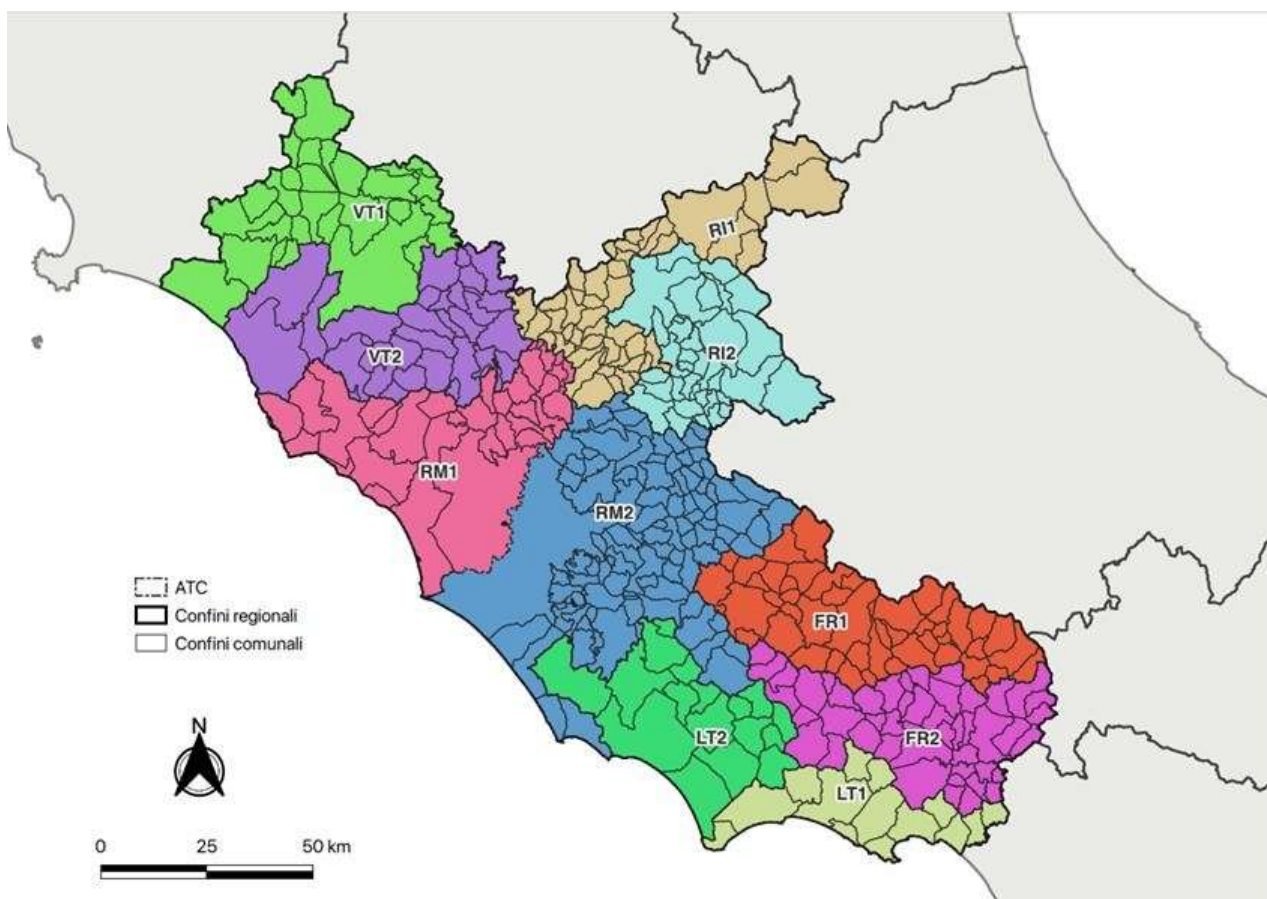 VT1
RI1
VT2
RI2
RM1
RM2
ATC
Confini regionali
Confini comunali
FR1
N
LT2
FR2
LT1
0 25 50 km